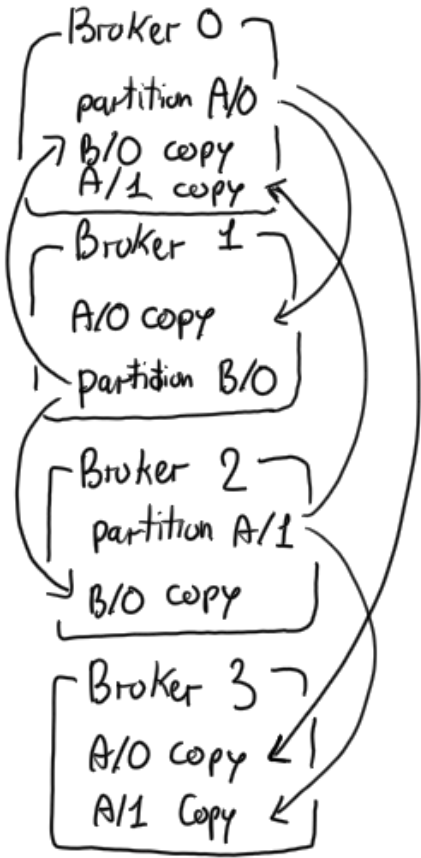 Broker 0
partition A/0
B/0 copy
A/1 copy
Broker 1
A/0 copy
partition B/0
Broker 2
partition A/1
B/0 copy
Broker 3
A/0 copy
A/1 Copy